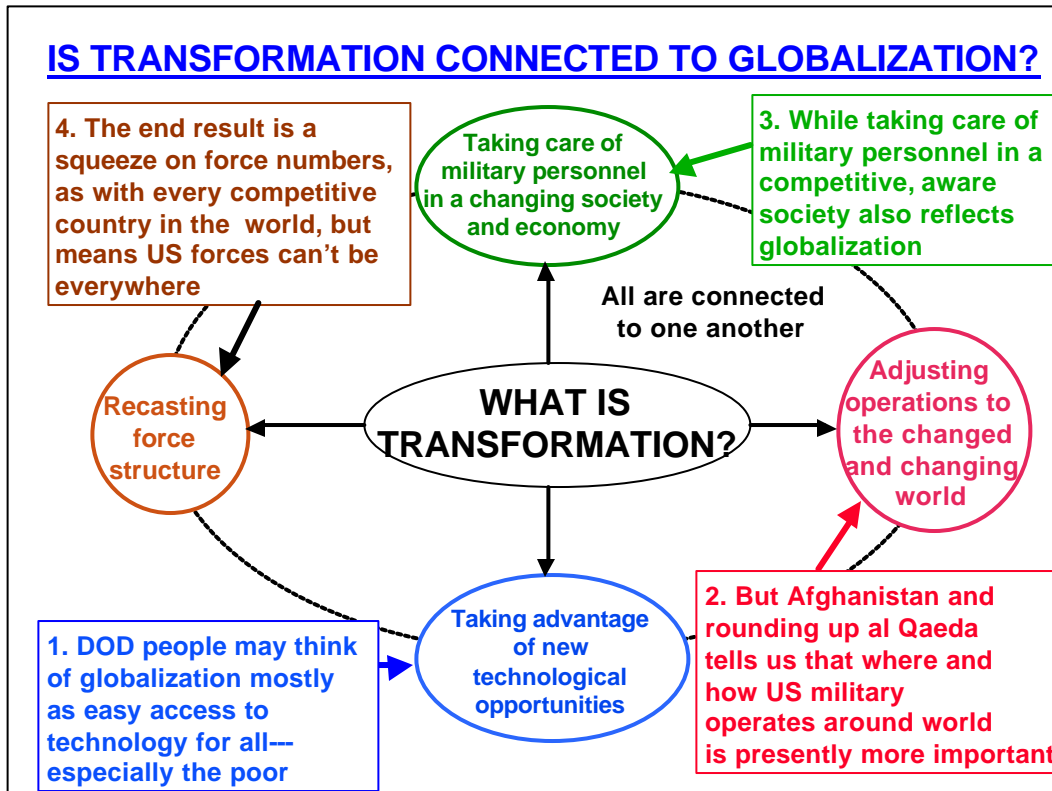 IS TRANSFORMATION CONNECTED TO GLOBALIZATION?
4. The end result is a
squeeze on force numbers,
as with every competitive
country in the world, but
means US forces can't be
everywhere
Taking care of
military personnel
in a changing society
and economy
3. While taking care of
military personnel in a
competitive, aware
society also reflects
globalization
All are connected
to one another
Recasting
force
structure
WHAT IS
TRANSFORMATION?
Adjusting
operations to
the changed
and changing
world
1. DOD people may think
of globalization mostly
as easy access to
technology for all---
especially the poor
Taking advantage
of new
technological
opportunities
2. But Afghanistan and
rounding up al Qaeda
tells us that where and
how US military
operates around world
is presently more important